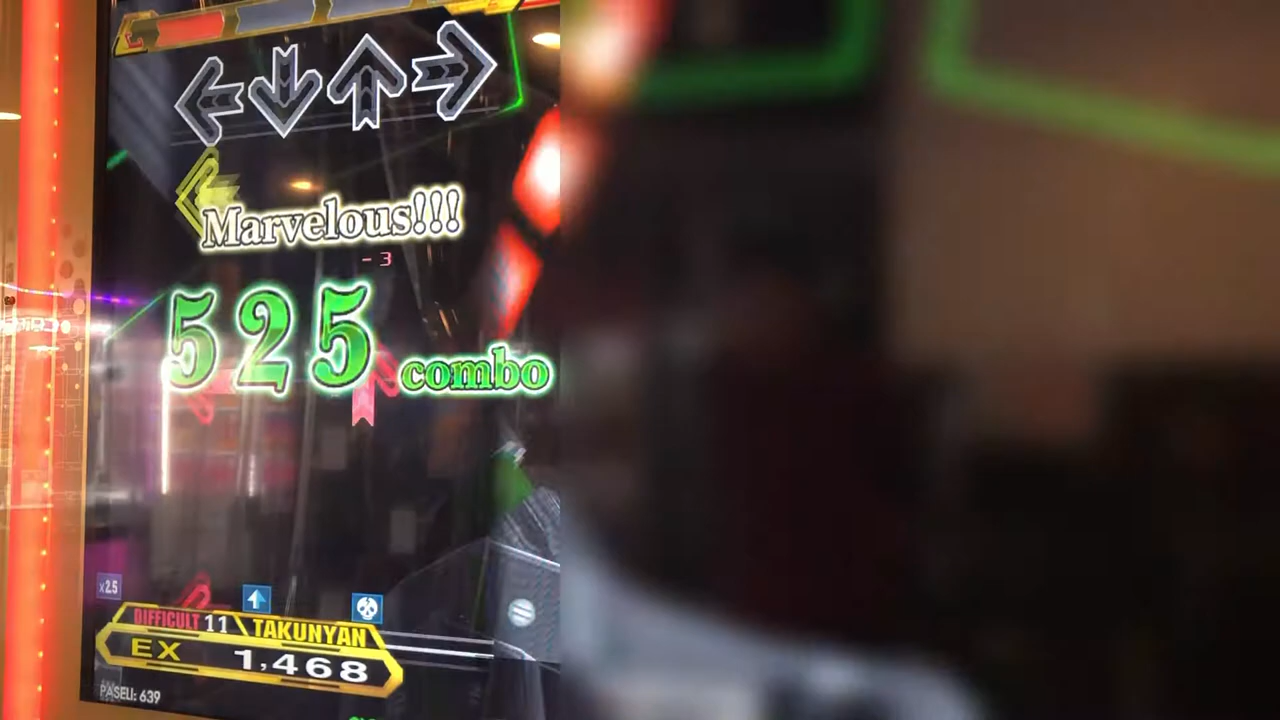 Marvelous!!!
- 3
525 combo
x2.5
DIFFICULT 11 TAKUNYAN
EX 1,468
PASELI: 639